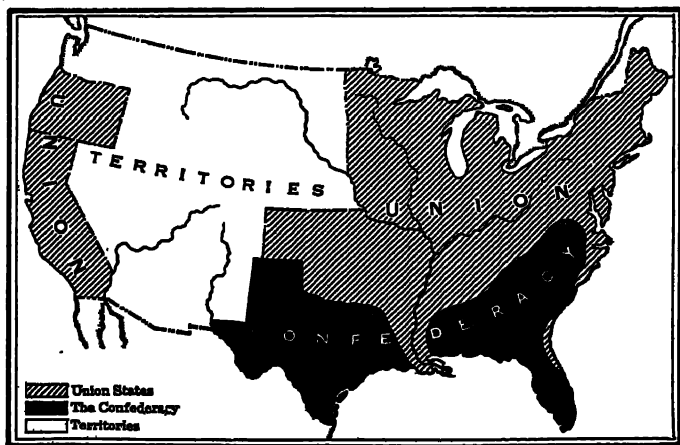 UNION
TERRITORIES
UNION
CONFEDERACY
Union States
The Confederacy
Territories